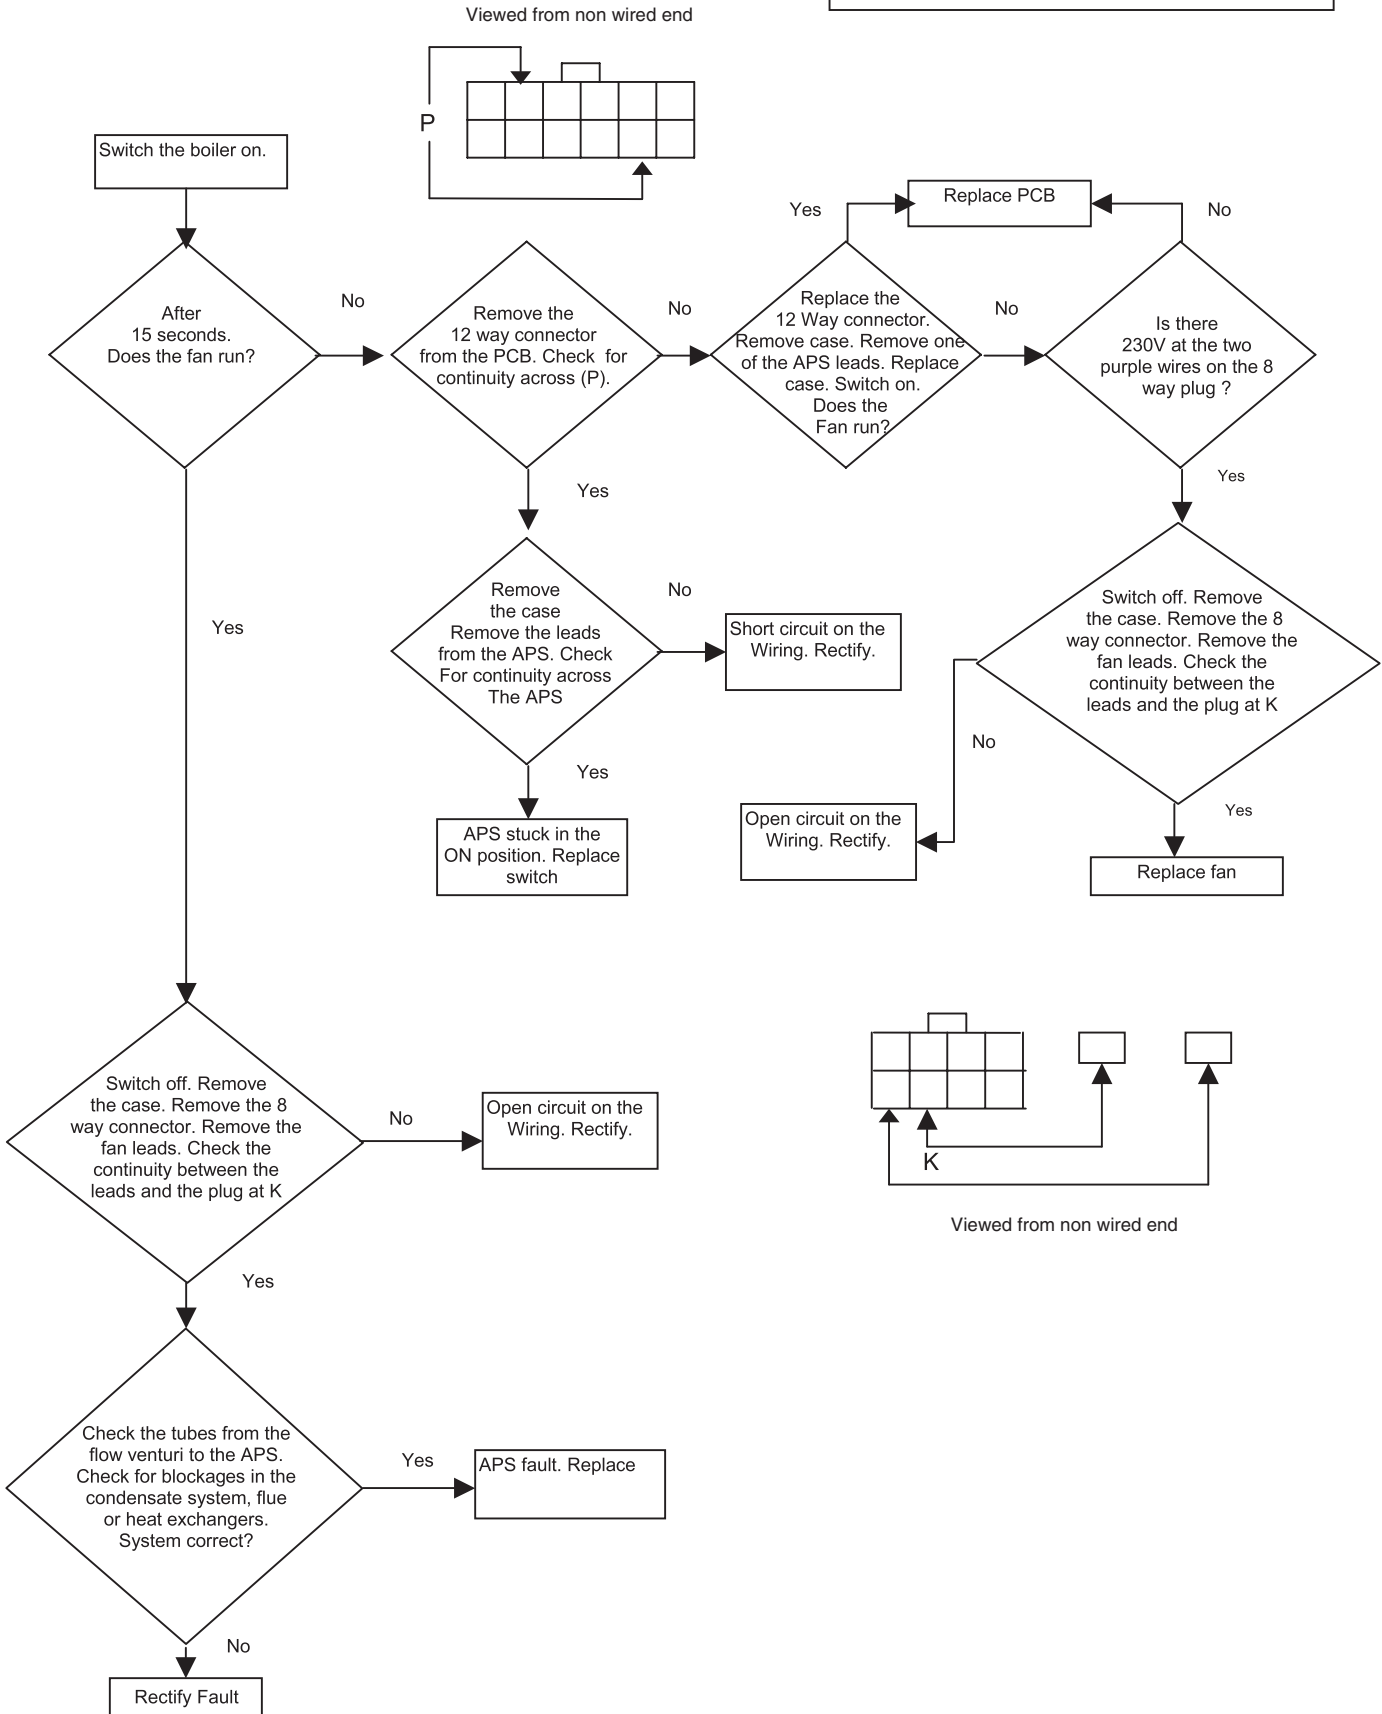 Viewed from non wired end
P
Switch the boiler on.
After
15 seconds.
Does the fan run?
No
Yes
Remove the
12 way connector
from the PCB. Check for
continuity across (P).
No
Yes
Replace the
12 Way connector.
Remove case. Remove one
of the APS leads. Replace
case. Switch on.
Does the
Fan run?
Yes
No
Replace PCB
No
Is there
230V at the two
purple wires on the 8
way plug ?
Yes
Remove
the case
Remove the leads
from the APS. Check
For continuity across
The APS
No
Short circuit on the
Wiring. Rectify.
Yes
APS stuck in the
ON position. Replace
switch
Switch off. Remove
the case. Remove the 8
way connector. Remove the
fan leads. Check the
continuity between the
leads and the plug at K
No
Open circuit on the
Wiring. Rectify.
Yes
Replace fan
Switch off. Remove
the case. Remove the 8
way connector. Remove the
fan leads. Check the
continuity between the
leads and the plug at K
No
Open circuit on the
Wiring. Rectify.
Yes
K
Viewed from non wired end
Check the tubes from the
flow venturi to the APS.
Check for blockages in the
condensate system, flue
or heat exchangers.
System correct?
Yes
APS fault. Replace
No
Rectify Fault